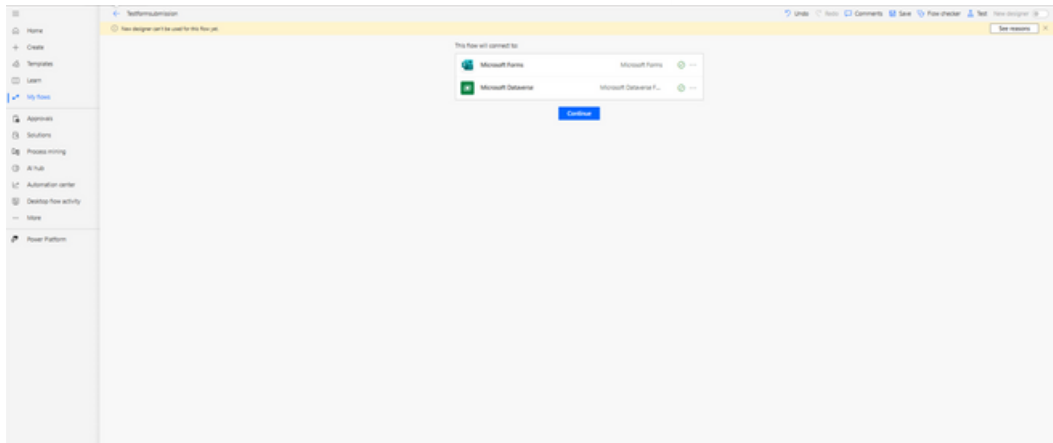 Testformsubmission
Undo Redo Comments Save Flow checker Test New designer
New designer can't be used for this flow yet.
See reasons
Home
Create
Templates
Learn
My flows
Approvals
Solutions
Process mining
AI hub
Automation center
Desktop flow activity
More
Power Platform
This flow will connect to:
Microsoft Forms Microsoft Forms
Microsoft Dataverse Microsoft Dataverse F...
Continue